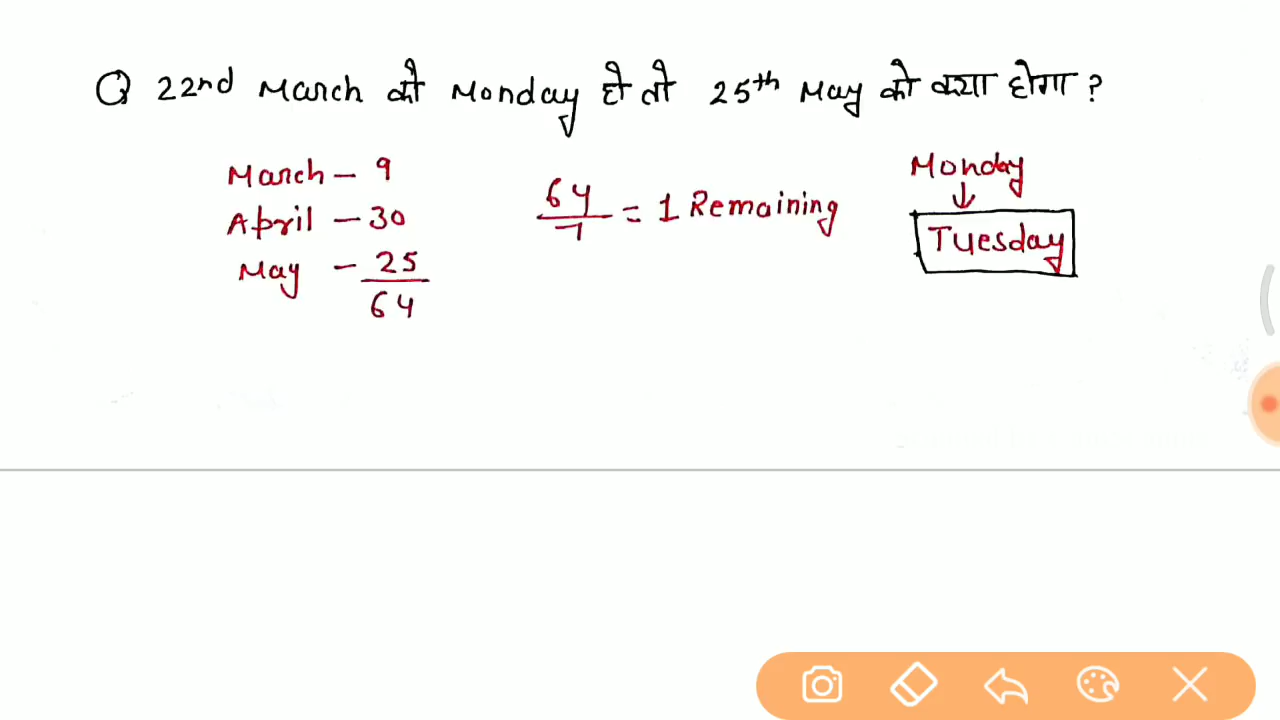 Q 22nd March को Monday हो तो 25th May को क्या होगा ?
March – 9
April – 30
May – 25
64
64/7 = 1 Remaining
Monday
↓
Tuesday